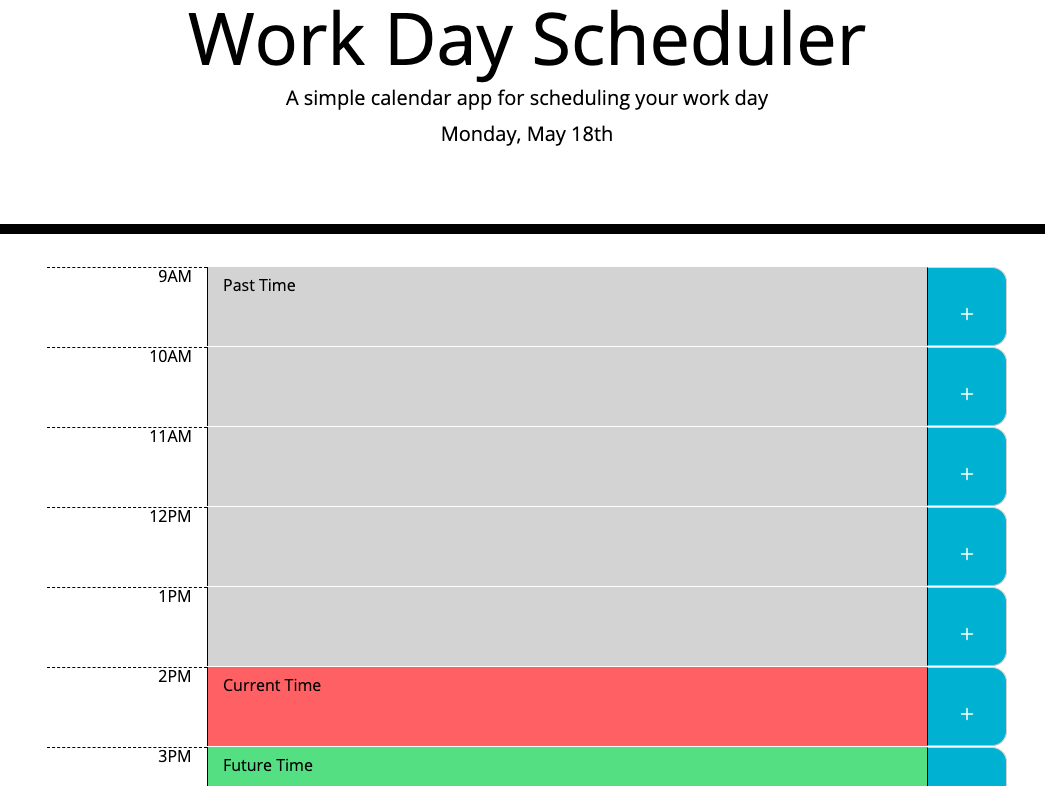 Work Day Scheduler
A simple calendar app for scheduling your work day
Monday, May 18th
9AM
Past Time
+
10AM
+
11AM
+
12PM
+
1PM
+
2PM
Current Time
+
3PM
Future Time